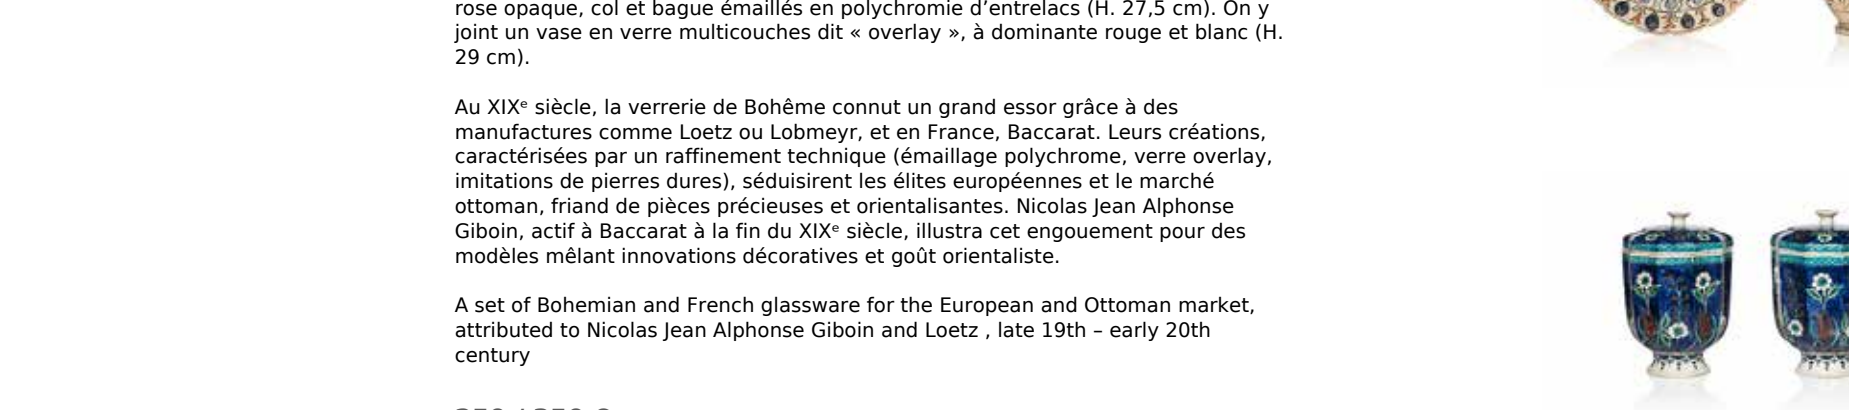 rose opaque, col et bague émaillés en polychromie d’entrelacs (H. 27,5 cm). On y
joint un vase en verre multicouches dit « overlay », à dominante rouge et blanc (H.
29 cm).
Au XIXᵉ siècle, la verrerie de Bohême connut un grand essor grâce à des
manufactures comme Loetz ou Lobmeyr, et en France, Baccarat. Leurs créations,
caractérisées par un raffinement technique (émaillage polychrome, verre overlay,
imitations de pierres dures), séduisirent les élites européennes et le marché
ottoman, friand de pièces précieuses et orientalisantes. Nicolas Jean Alphonse
Giboin, actif à Baccarat à la fin du XIXᵉ siècle, illustra cet engouement pour des
modèles mêlant innovations décoratives et goût orientaliste.
A set of Bohemian and French glassware for the European and Ottoman market,
attributed to Nicolas Jean Alphonse Giboin and Loetz , late 19th – early 20th
century